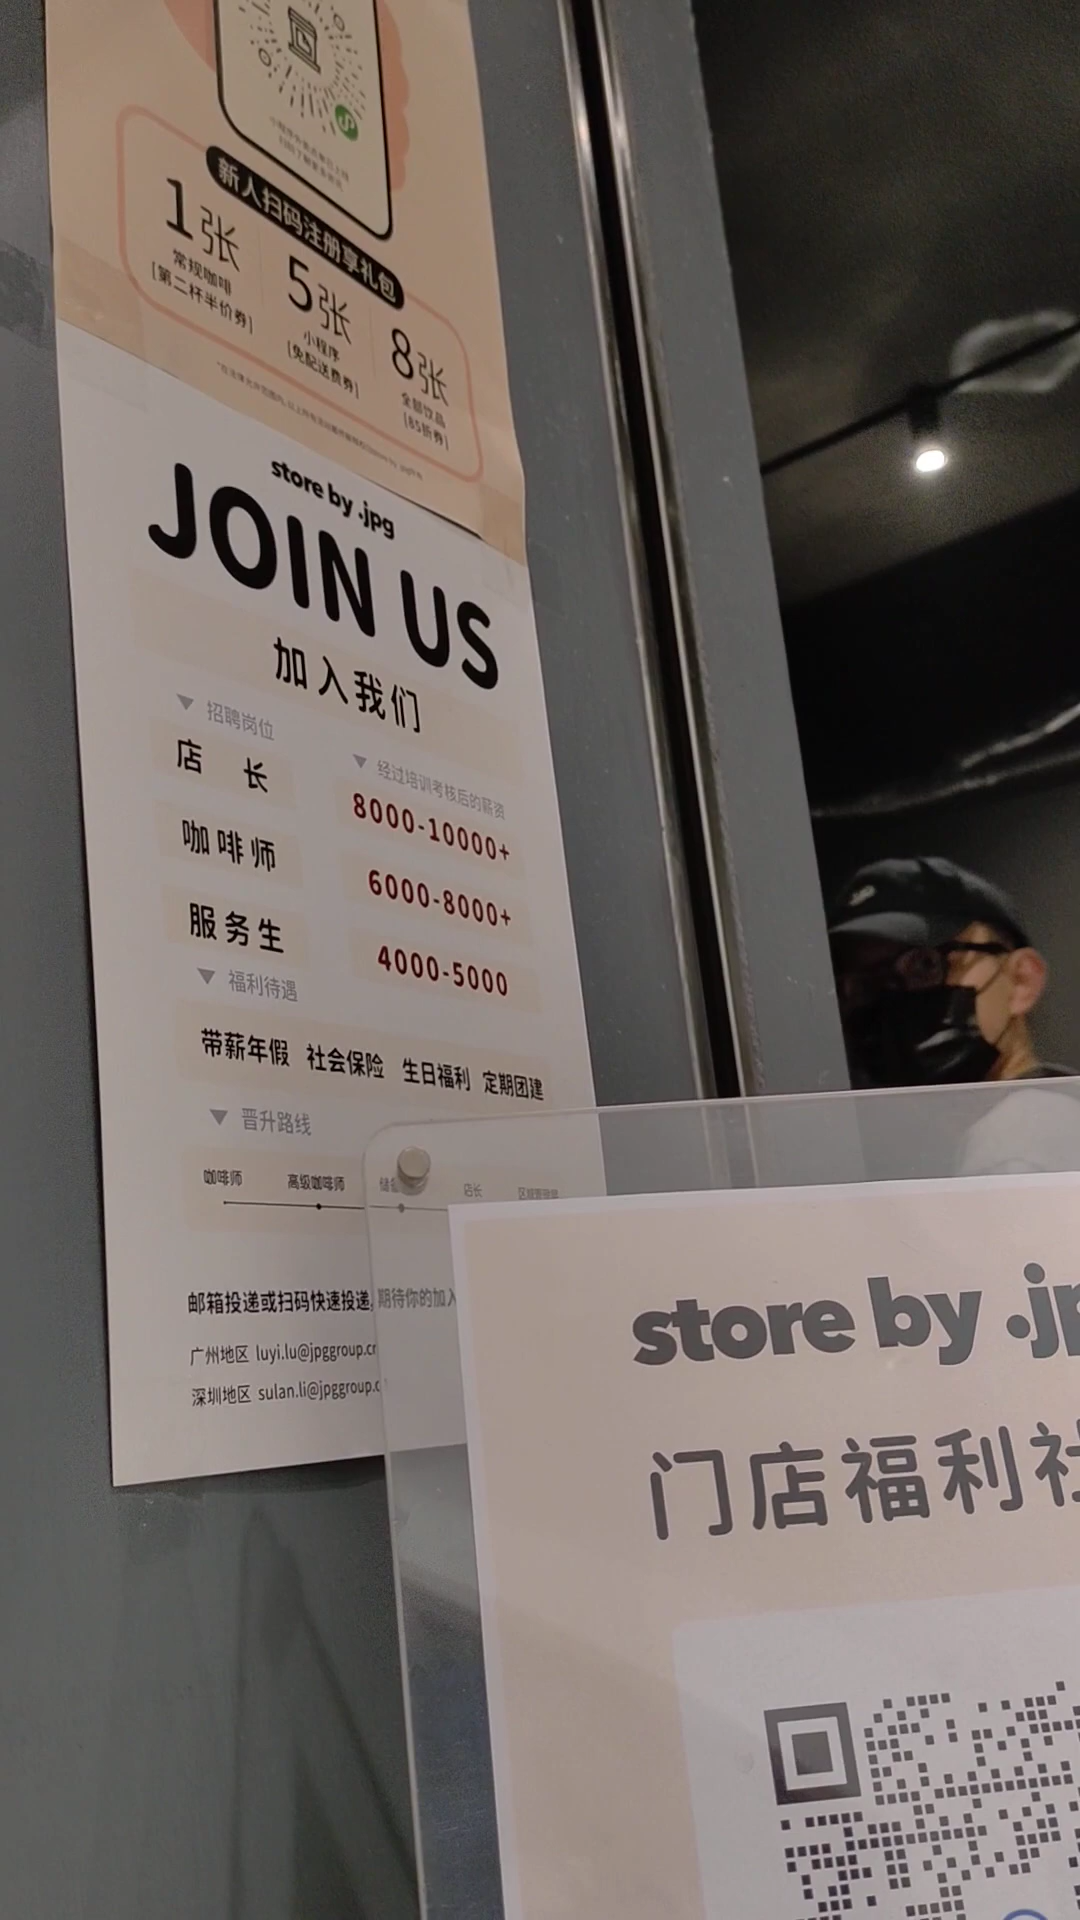 新人扫码注册享礼包
1张
常规咖啡
[第二杯半价券]
5张
小程序
[免配送费券]
8张
全部饮品
[85折券]
store by .jpg
JOIN US
加入我们
招聘岗位
经过培训考核后的薪资
店 长 8000-10000+
咖啡师 6000-8000+
服务生 4000-5000
福利待遇
带薪年假 社会保险 生日福利 定期团建
晋升路线
咖啡师 高级咖啡师 储 店长
邮箱投递或扫码快速投递,期待你的加入
广州地区 luyi.lu@jpggroup.cn
深圳地区 sulan.li@jpggroup.c
store by .jp
门店福利社